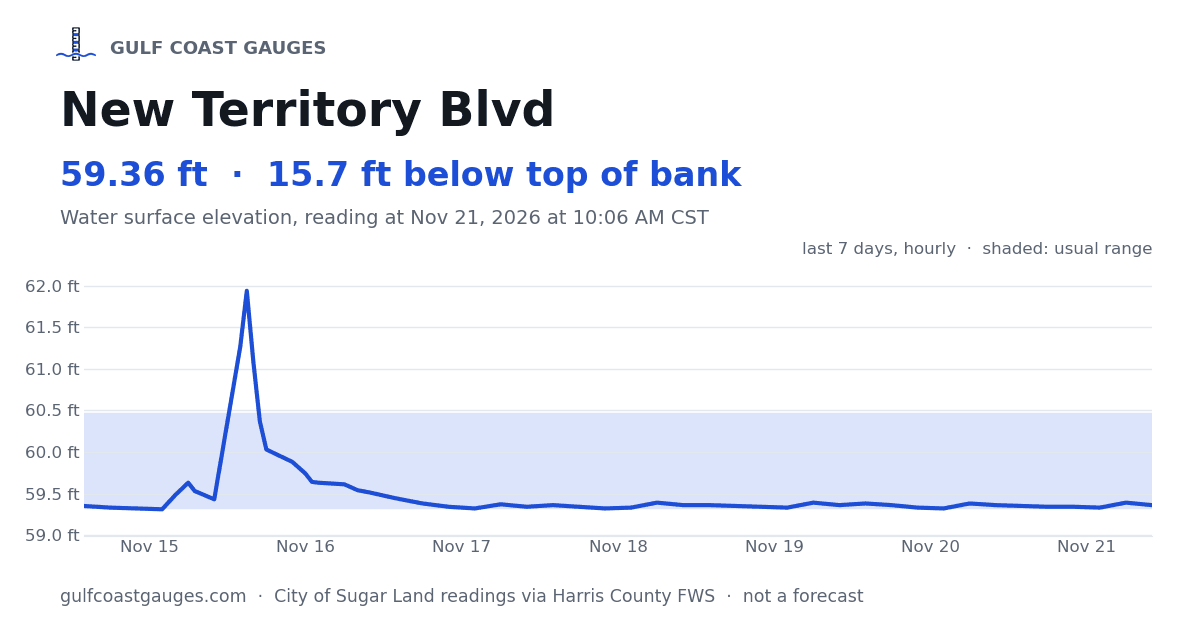 GULF COAST GAUGES
New Territory Blvd
59.36 ft · 15.7 ft below top of bank
Water surface elevation, reading at Nov 21, 2026 at 10:06 AM CST
last 7 days, hourly · shaded: usual range
62.0 ft
61.5 ft
61.0 ft
60.5 ft
60.0 ft
59.5 ft
59.0 ft
Nov 15 Nov 16 Nov 17 Nov 18 Nov 19 Nov 20 Nov 21
gulfcoastgauges.com · City of Sugar Land readings via Harris County FWS · not a forecast